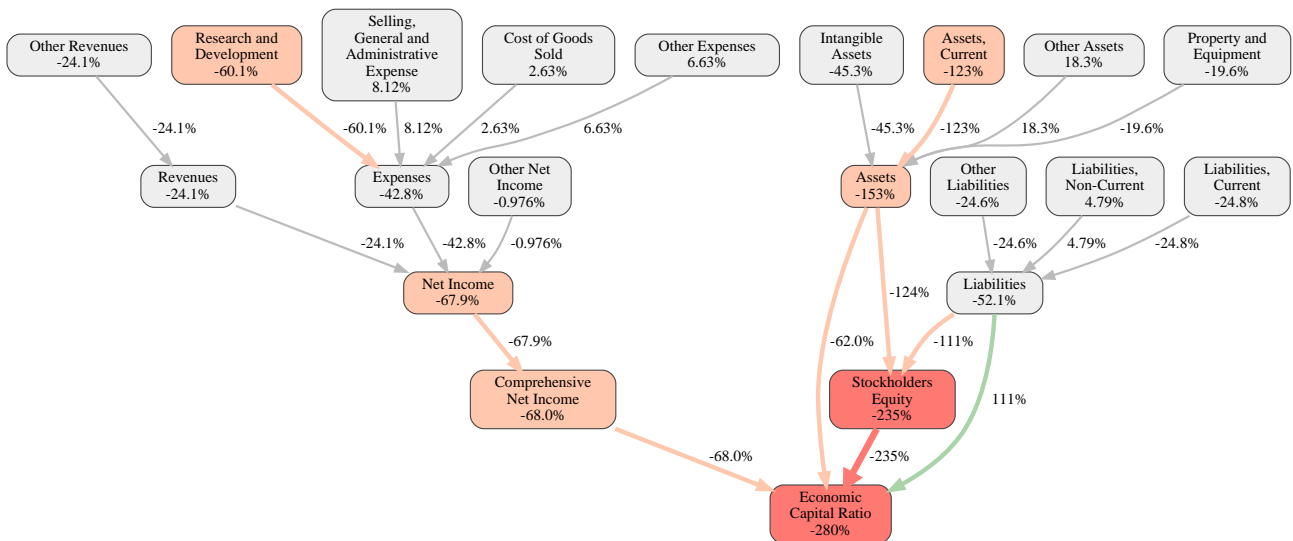 Other Revenues
-24.1%
Research and
Development
-60.1%
Selling,
General and
Administrative
Expense
8.12%
Cost of Goods
Sold
2.63%
Other Expenses
6.63%
Intangible
Assets
-45.3%
Assets,
Current
-123%
Other Assets
18.3%
Property and
Equipment
-19.6%
-24.1%
-60.1%
8.12%
2.63%
6.63%
-45.3%
-123%
18.3%
-19.6%
Revenues
-24.1%
Expenses
-42.8%
Other Net
Income
-0.976%
Assets
-153%
Other
Liabilities
-24.6%
Liabilities,
Non-Current
4.79%
Liabilities,
Current
-24.8%
-24.1%
-42.8%
-0.976%
-24.6%
4.79%
-24.8%
Net Income
-67.9%
Liabilities
-52.1%
-124%
-67.9%
-62.0%
-111%
Comprehensive
Net Income
-68.0%
Stockholders
Equity
-235%
111%
-68.0%
-235%
Economic
Capital Ratio
-280%